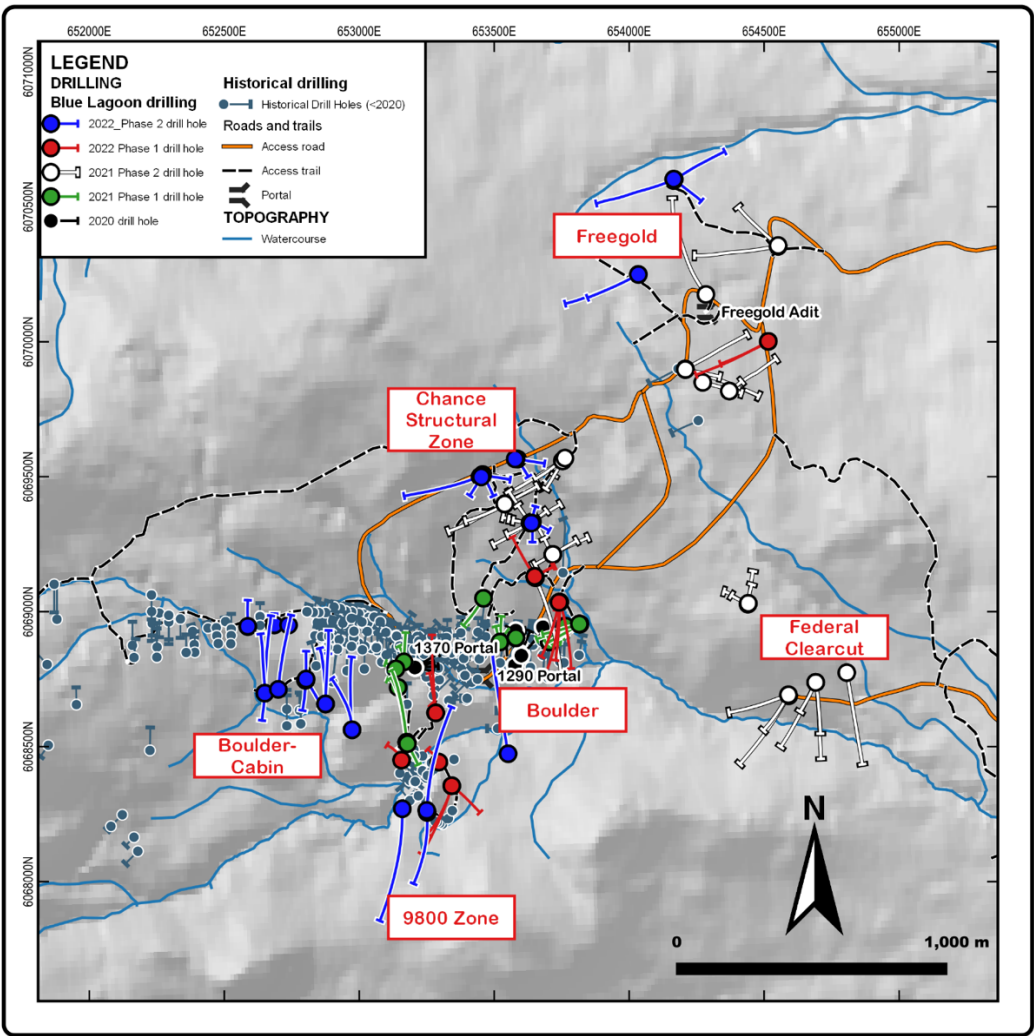 652000E 652500E 653000E 653500E 654000E 654500E 655000E
6071000N
6070500N
6070000N
6069500N
6069000N
6068500N
6068000N
LEGEND
DRILLING
Blue Lagoon drilling
2022_Phase 2 drill hole
2022 Phase 1 drill hole
2021 Phase 2 drill hole
2021 Phase 1 drill hole
2020 drill hole
Historical drilling
Historical Drill Holes (<2020)
Roads and trails
Access road
Access trail
Portal
TOPOGRAPHY
Watercourse
Freegold
Freegold Adit
Chance
Structural
Zone
Federal
Clearcut
1370 Portal
1290 Portal
Boulder
Boulder-
Cabin
9800 Zone
N
0 1,000 m